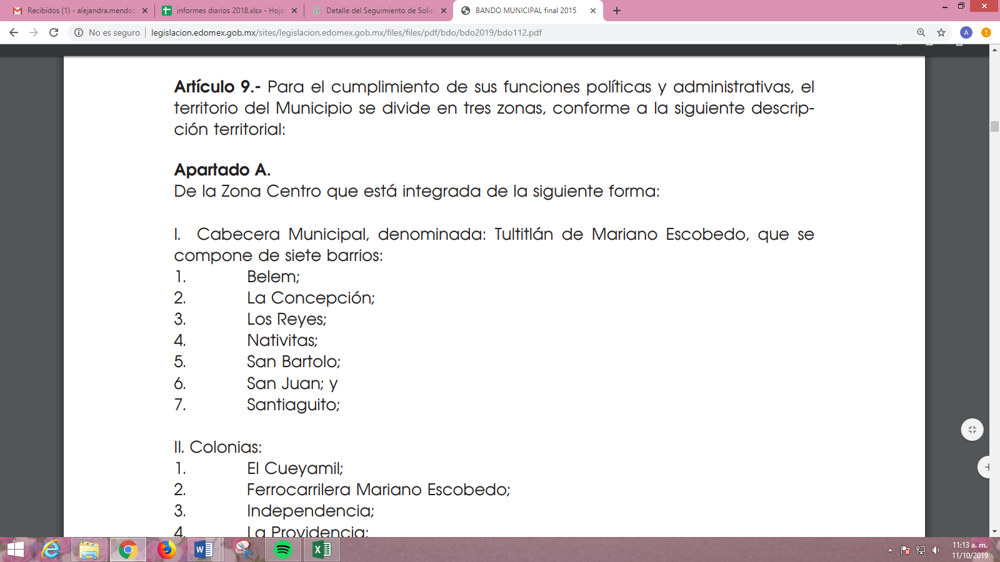 Recibidos (1) - alejandra.mendoz
informes diarios 2018.xlsx - Hoja
Detalle del Seguimiento de Solic
BANDO MUNICIPAL final 2015
No es seguro
legislacion.edomex.gob.mx/sites/legislacion.edomex.gob.mx/files/files/pdf/bdo/bdo2019/bdo112.pdf
A
Artículo 9.- Para el cumplimiento de sus funciones políticas y administrativas, el
territorio del Municipio se divide en tres zonas, conforme a la siguiente descrip-
ción territorial:
Apartado A.
De la Zona Centro que está integrada de la siguiente forma:
I. Cabecera Municipal, denominada: Tultitlán de Mariano Escobedo, que se
compone de siete barrios:
1. Belem;
2. La Concepción;
3. Los Reyes;
4. Nativitas;
5. San Bartolo;
6. San Juan; y
7. Santiaguito;
II. Colonias:
1. El Cueyamil;
2. Ferrocarrilera Mariano Escobedo;
3. Independencia;
4. La Providencia;
11:13 a. m.
11/10/2019